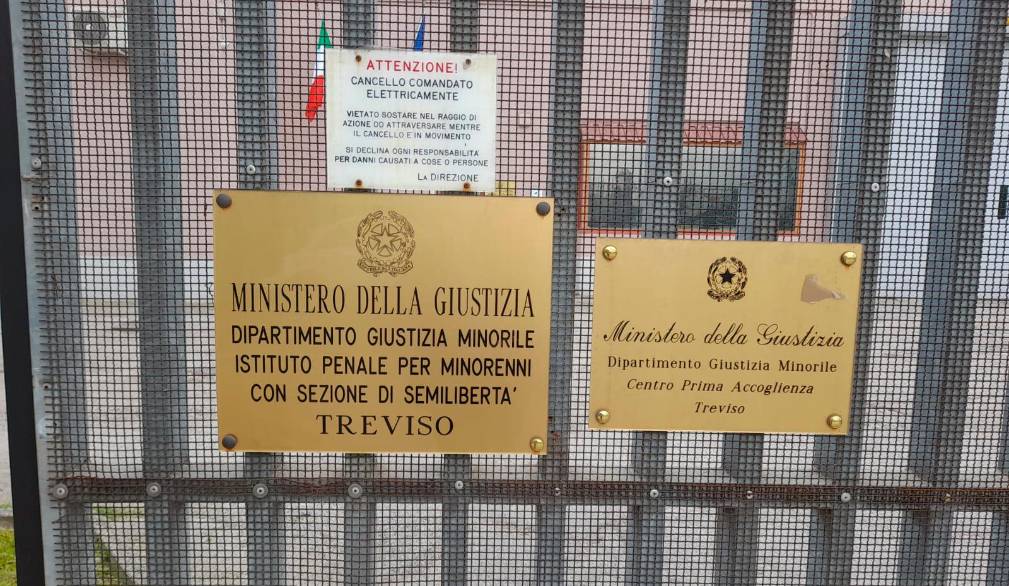 ATTENZIONE!
CANCELLO COMANDATO
ELETTRICAMENTE
VIETATO SOSTARE NEL RAGGIO DI
AZIONE OD ATTRAVERSARE MENTRE
IL CANCELLO E' IN MOVIMENTO
SI DECLINA OGNI RESPONSABILITA'
PER DANNI CAUSATI A COSE O PERSONE
LA DIREZIONE
MINISTERO DELLA GIUSTIZIA
DIPARTIMENTO GIUSTIZIA MINORILE
ISTITUTO PENALE PER MINORENNI
CON SEZIONE DI SEMILIBERTA'
TREVISO
Ministero della Giustizia
Dipartimento Giustizia Minorile
Centro Prima Accoglienza
Treviso